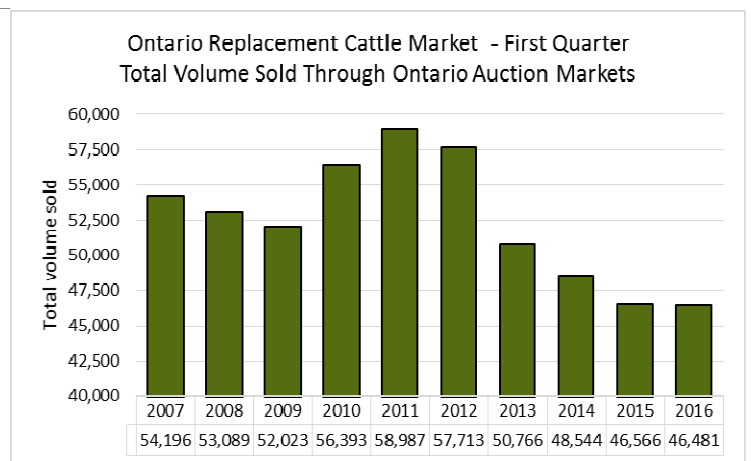 Ontario Replacement Cattle Market - First Quarter
Total Volume Sold Through Ontario Auction Markets
Total volume sold
60,000
57,500
55,000
52,500
50,000
47,500
45,000
42,500
40,000
2007 2008 2009 2010 2011 2012 2013 2014 2015 2016
54,196 53,089 52,023 56,393 58,987 57,713 50,766 48,544 46,566 46,481